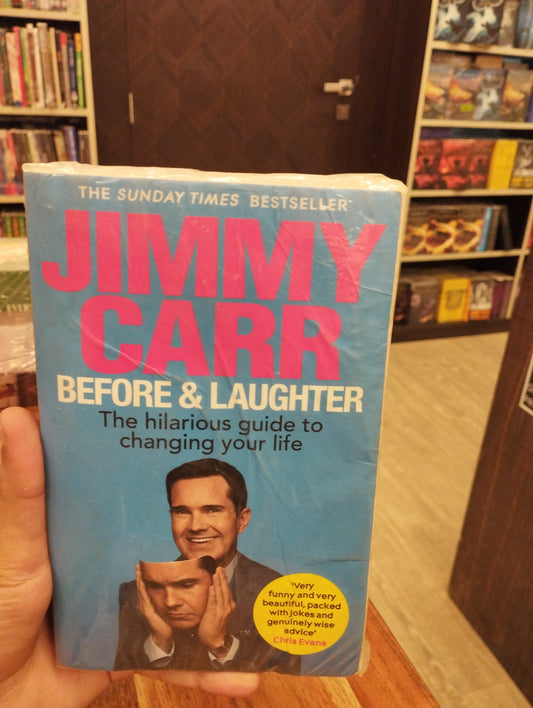 THE SUNDAY TIMES BESTSELLER
JIMMY
CARR
BEFORE & LAUGHTER
The hilarious guide to
changing your life
'Very
funny and very
beautiful, packed
with jokes and
genuinely wise
advice'
Chris Evans